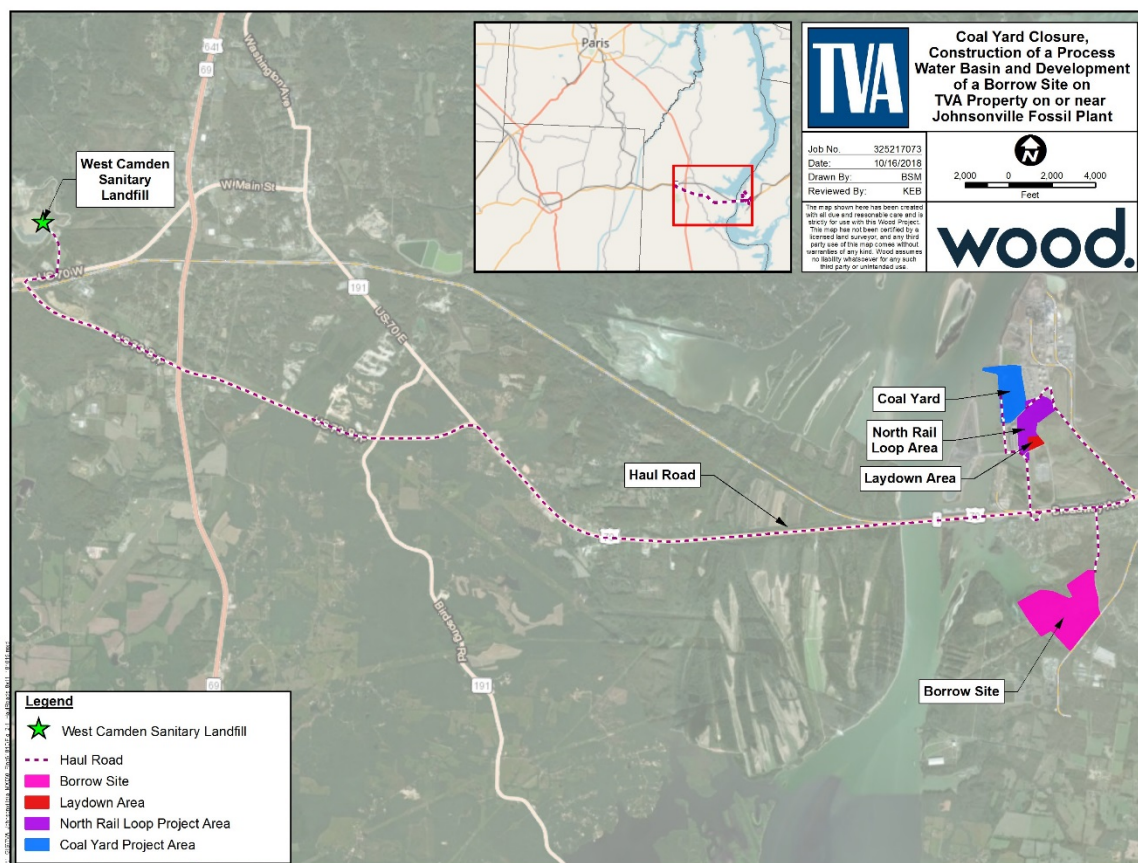 641
69
Washington Ave
Paris
TVA
Coal Yard Closure,
Construction of a Process
Water Basin and Development
of a Borrow Site on
TVA Property on or near
Johnsonville Fossil Plant
Job No. 325217073
Date: 10/16/2018
Drawn By: BSM
Reviewed By: KEB
N
2,000 0 2,000 4,000
Feet
The map shown here has been created
with all due and reasonable care and is
strictly for use with this Wood Project.
This map has not been certified by a
licensed land surveyor, and any third
party use of this map comes without
warranties of any kind. Wood assumes
no liability whatsoever for any such
third party or unintended use.
wood.
West Camden
Sanitary
Landfill
W Main St
US-70 W
191
US-70 E
Coal Yard
North Rail
Loop Area
Laydown Area
Haul Road
Birdsong Rd
191
69
Borrow Site
Legend
West Camden Sanitary Landfill
Haul Road
Borrow Site
Laydown Area
North Rail Loop Project Area
Coal Yard Project Area